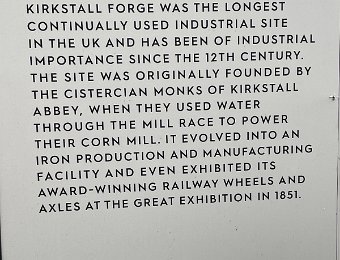 KIRKSTALL FORGE WAS THE LONGEST
CONTINUALLY USED INDUSTRIAL SITE
IN THE UK AND HAS BEEN OF INDUSTRIAL
IMPORTANCE SINCE THE 12TH CENTURY.
THE SITE WAS ORIGINALLY FOUNDED BY
THE CISTERCIAN MONKS OF KIRKSTALL
ABBEY, WHEN THEY USED WATER
THROUGH THE MILL RACE TO POWER
THEIR CORN MILL. IT EVOLVED INTO AN
IRON PRODUCTION AND MANUFACTURING
FACILITY AND EVEN EXHIBITED ITS
AWARD-WINNING RAILWAY WHEELS AND
AXLES AT THE GREAT EXHIBITION IN 1851.